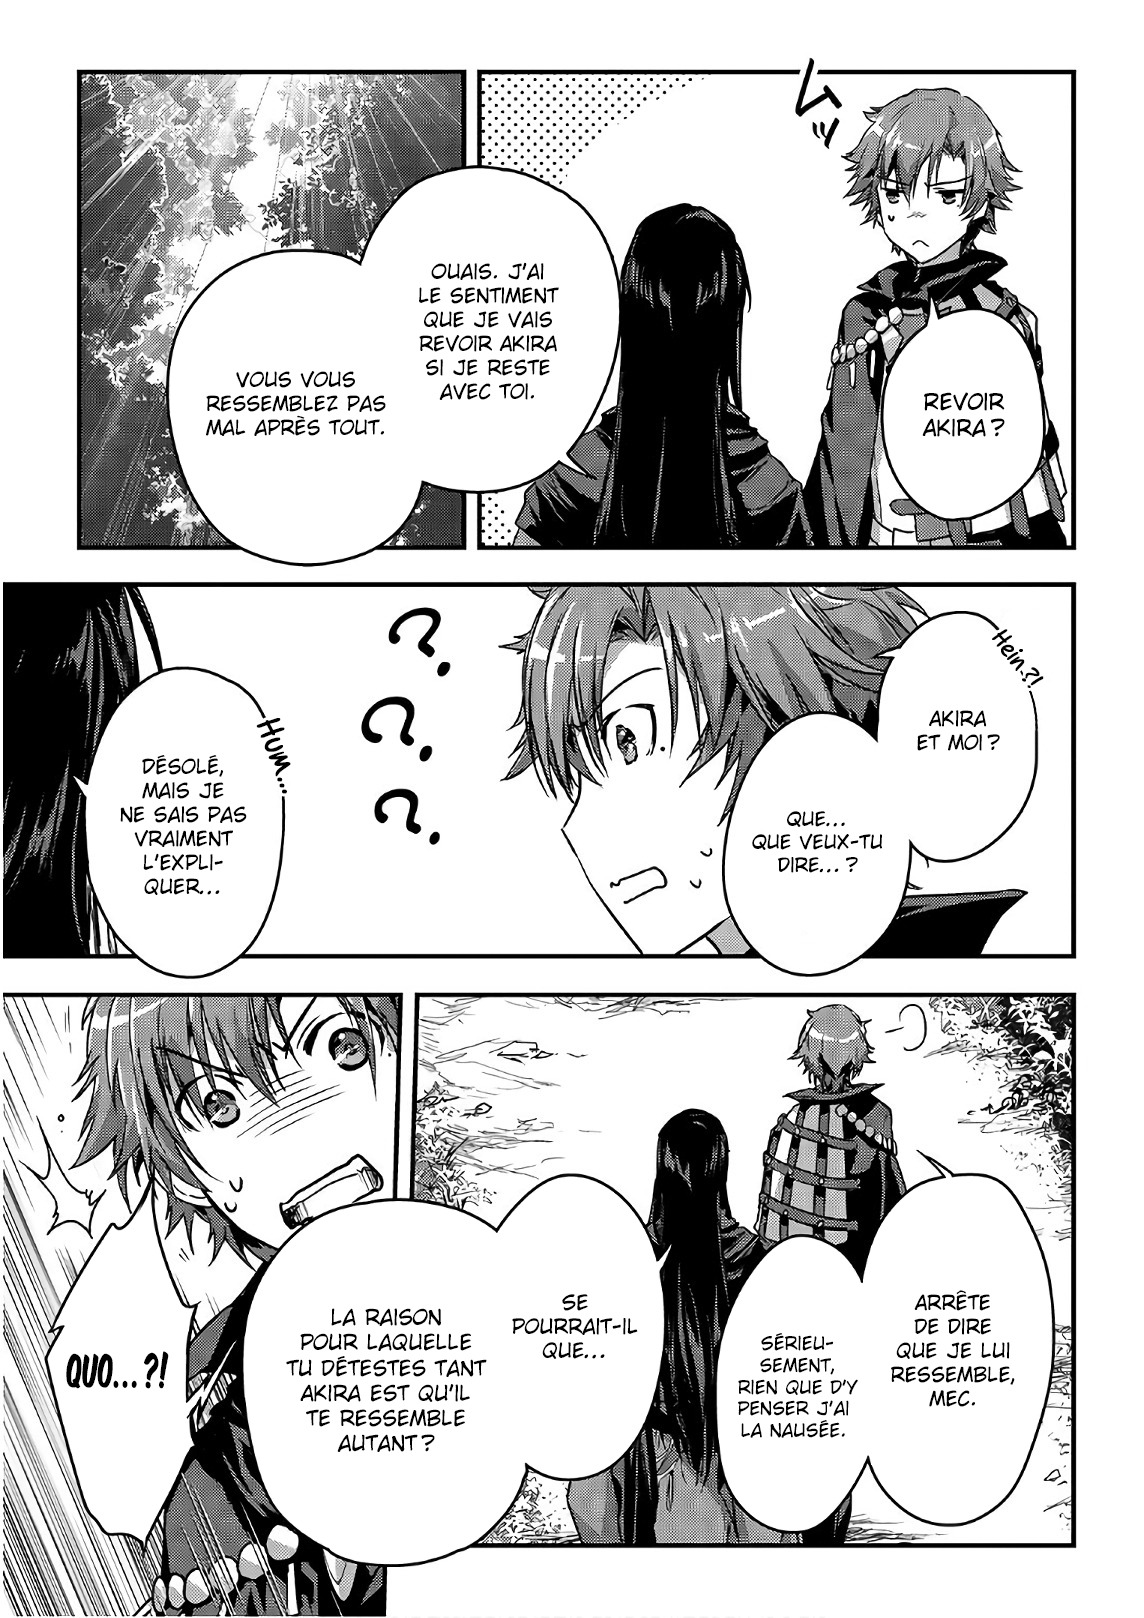 ムッ
REVOIR
AKIRA ?
OUAIS. J'AI
LE SENTIMENT
QUE JE VAIS
REVOIR AKIRA
SI JE RESTE
AVEC TOI.
VOUS VOUS
RESSEMBLEZ PAS
MAL APRÈS TOUT.
Hein?!
AKIRA
ET MOI ?
QUE...
QUE VEUX-TU
DIRE... ?
? ? ?
Hum...
DÉSOLÉ,
MAIS JE
NE SAIS PAS
VRAIMENT
L'EXPLI-
QUER...
ARRÊTE
DE DIRE
QUE JE LUI
RESSEMBLE,
MEC.
SÉRIEU-
SEMENT,
RIEN QUE D'Y
PENSER J'AI
LA NAUSÉE.
SE
POURRAIT-IL
QUE...
LA RAISON
POUR LAQUELLE
TU DÉTESTES TANT
AKIRA EST QU'IL
TE RESSEMBLE
AUTANT ?
QUO... ?!